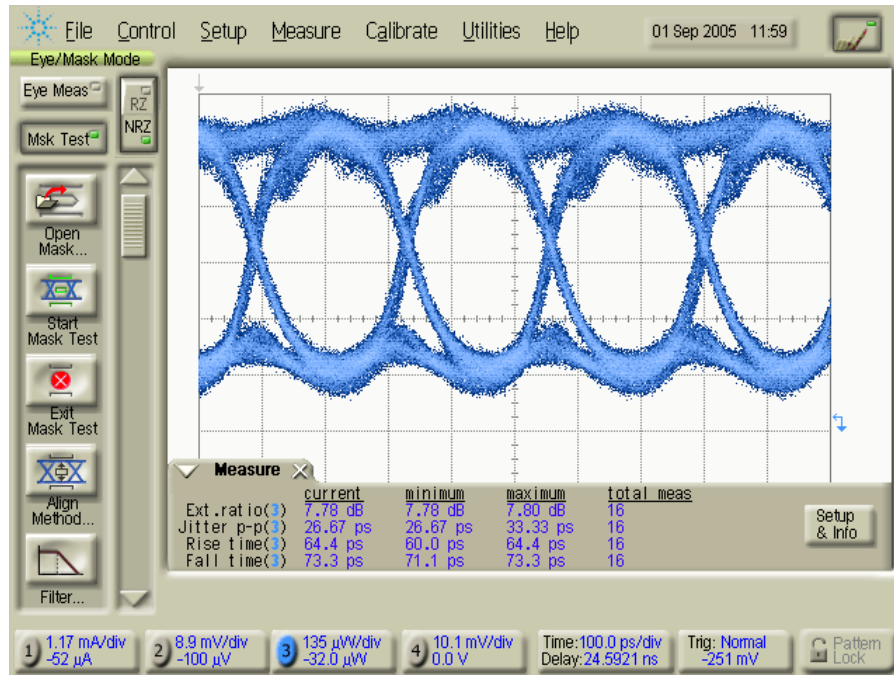 File Control Setup Measure Calibrate Utilities Help 01 Sep 2005 11:59
Eye/Mask Mode
Eye Meas
RZ
NRZ
Msk Test
Open
Mask...
Start
Mask Test
Exit
Mask Test
Align
Method...
Filter...
Measure
current minimum maximum total meas
Ext.ratio(3) 7.78 dB 7.78 dB 7.80 dB 16
Jitter p-p(3) 26.67 ps 26.67 ps 33.33 ps 16
Rise time(3) 64.4 ps 60.0 ps 64.4 ps 16
Fall time(3) 73.3 ps 71.1 ps 73.3 ps 16
Setup
& Info
1 1.17 mA/div
-52 µA
2 8.9 mV/div
-100 µV
3 135 µW/div
-32.0 µW
4 10.1 mV/div
0.0 V
Time:100.0 ps/div
Delay:24.5921 ns
Trig: Normal
-251 mV
Pattern
Lock